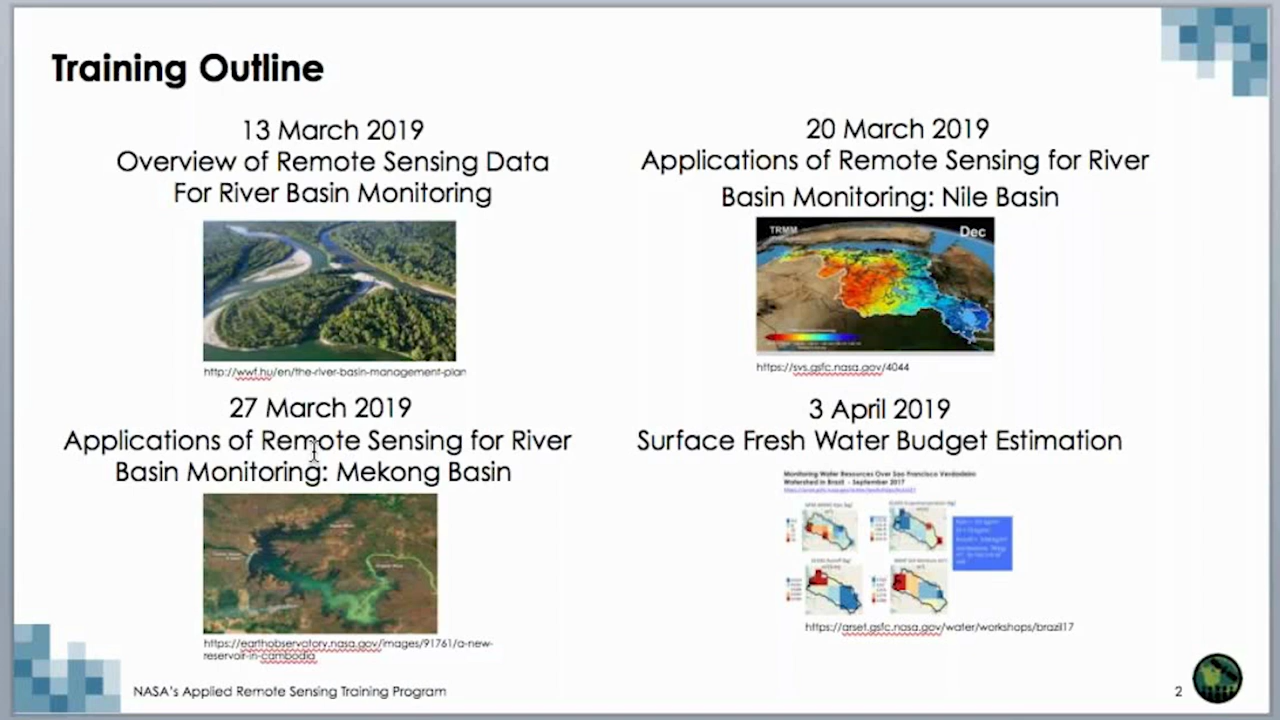 Training Outline
13 March 2019
Overview of Remote Sensing Data
For River Basin Monitoring
http://wwf.hu/en/the-river-basin-management-plan
20 March 2019
Applications of Remote Sensing for River
Basin Monitoring: Nile Basin
TRMM
Dec
https://svs.gsfc.nasa.gov/4044
27 March 2019
Applications of Remote Sensing for River
Basin Monitoring: Mekong Basin
https://earthobservatory.nasa.gov/images/91761/a-new-
reservoir-in-cambodia
3 April 2019
Surface Fresh Water Budget Estimation
Monitoring Water Resources Over Sao Francisco Verdadeiro
Watershed in Brazil - September 2017
https://arset.gsfc.nasa.gov/water/workshops/brazil17
NASA's Applied Remote Sensing Training Program
2